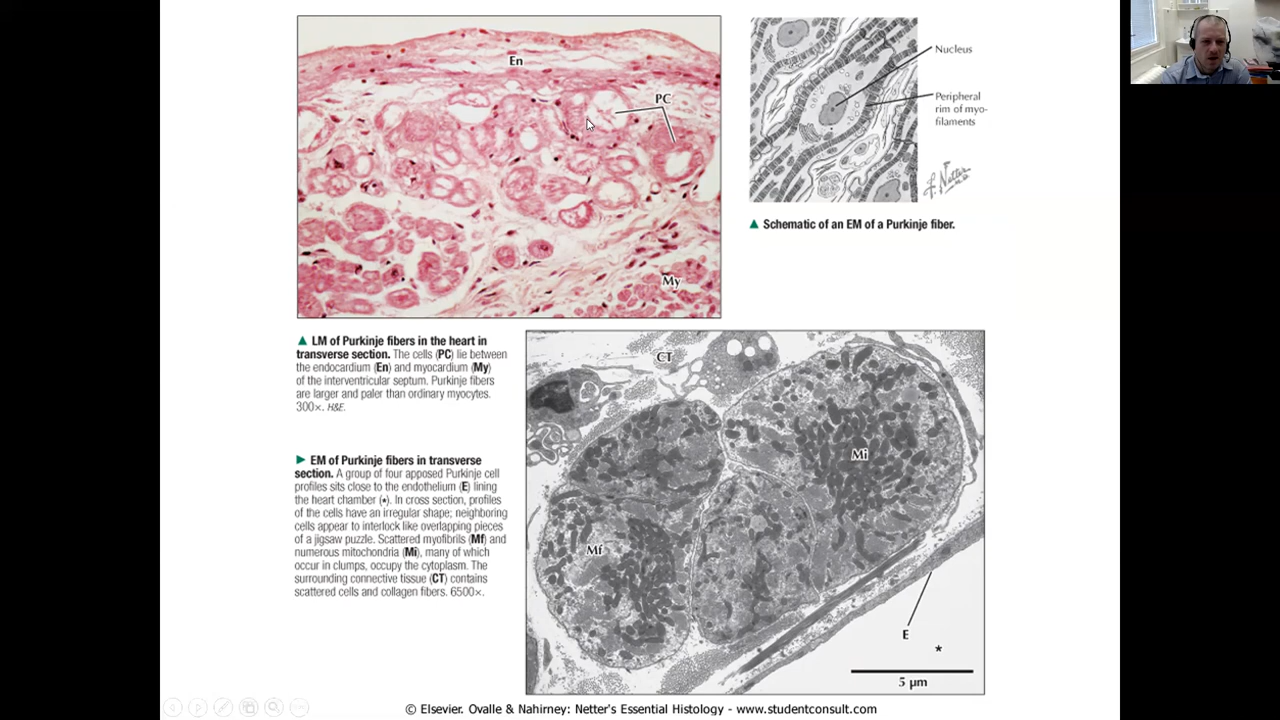 En
PC
My
Nucleus
Peripheral
rim of myo-
filaments
▲ Schematic of an EM of a Purkinje fiber.
▲ LM of Purkinje fibers in the heart in
transverse section. The cells (PC) lie between
the endocardium (En) and myocardium (My)
of the interventricular septum. Purkinje fibers
are larger and paler than ordinary myocytes.
300×. H&E.
► EM of Purkinje fibers in transverse
section. A group of four apposed Purkinje cell
profiles sits close to the endothelium (E) lining
the heart chamber (*). In cross section, profiles
of the cells have an irregular shape; neighboring
cells appear to interlock like overlapping pieces
of a jigsaw puzzle. Scattered myofibrils (Mf) and
numerous mitochondria (Mi), many of which
occur in clumps, occupy the cytoplasm. The
surrounding connective tissue (CT) contains
scattered cells and collagen fibers. 6500×.
CT
Mi
Mf
E
*
5 µm
© Elsevier. Ovalle & Nahirney: Netter's Essential Histology - www.studentconsult.com